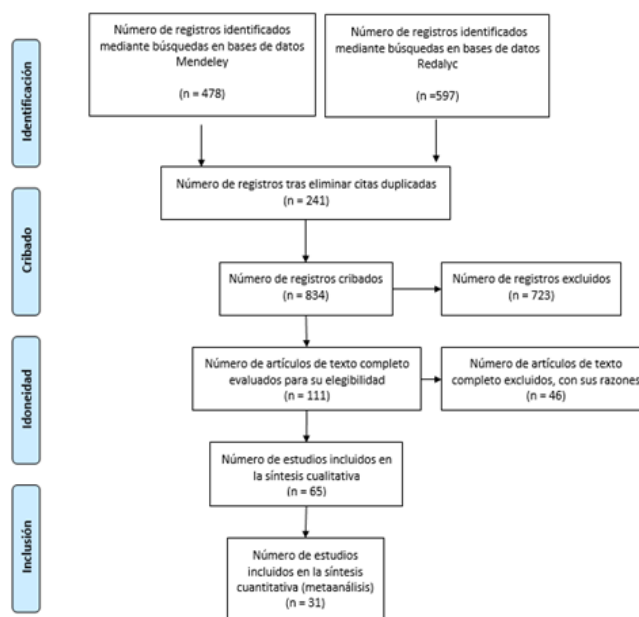 Número de registros identificados
mediante búsquedas en bases de datos
Mendeley
(n = 478)
Número de registros identificados
mediante búsquedas en bases de datos
Redalyc
(n =597)
Identificación
Número de registros tras eliminar citas duplicadas
(n = 241)
Cribado
Número de registros cribados
(n = 834)
Número de registros excluidos
(n = 723)
Idoneidad
Número de artículos de texto completo
evaluados para su elegibilidad
(n = 111)
Número de artículos de texto
completo excluidos, con sus razones
(n = 46)
Número de estudios incluidos en
la síntesis cualitativa
(n = 65)
Inclusión
Número de estudios
incluidos en la síntesis
cuantitativa (metaanálisis)
(n = 31)